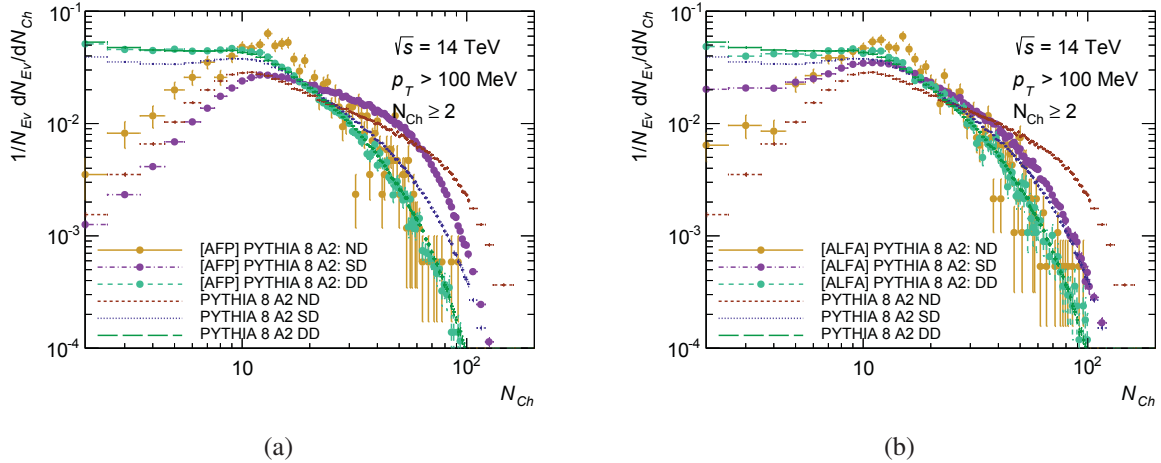 1/N_Ev dN_Ev/dN_Ch
10^-1
10^-2
10^-3
10^-4
√s = 14 TeV
p_T > 100 MeV
N_Ch ≥ 2
[AFP] PYTHIA 8 A2: ND
[AFP] PYTHIA 8 A2: SD
[AFP] PYTHIA 8 A2: DD
PYTHIA 8 A2 ND
PYTHIA 8 A2 SD
PYTHIA 8 A2 DD
10
10^2
N_Ch
(a)
1/N_Ev dN_Ev/dN_Ch
10^-1
10^-2
10^-3
10^-4
√s = 14 TeV
p_T > 100 MeV
N_Ch ≥ 2
[ALFA] PYTHIA 8 A2: ND
[ALFA] PYTHIA 8 A2: SD
[ALFA] PYTHIA 8 A2: DD
PYTHIA 8 A2 ND
PYTHIA 8 A2 SD
PYTHIA 8 A2 DD
10
10^2
N_Ch
(b)